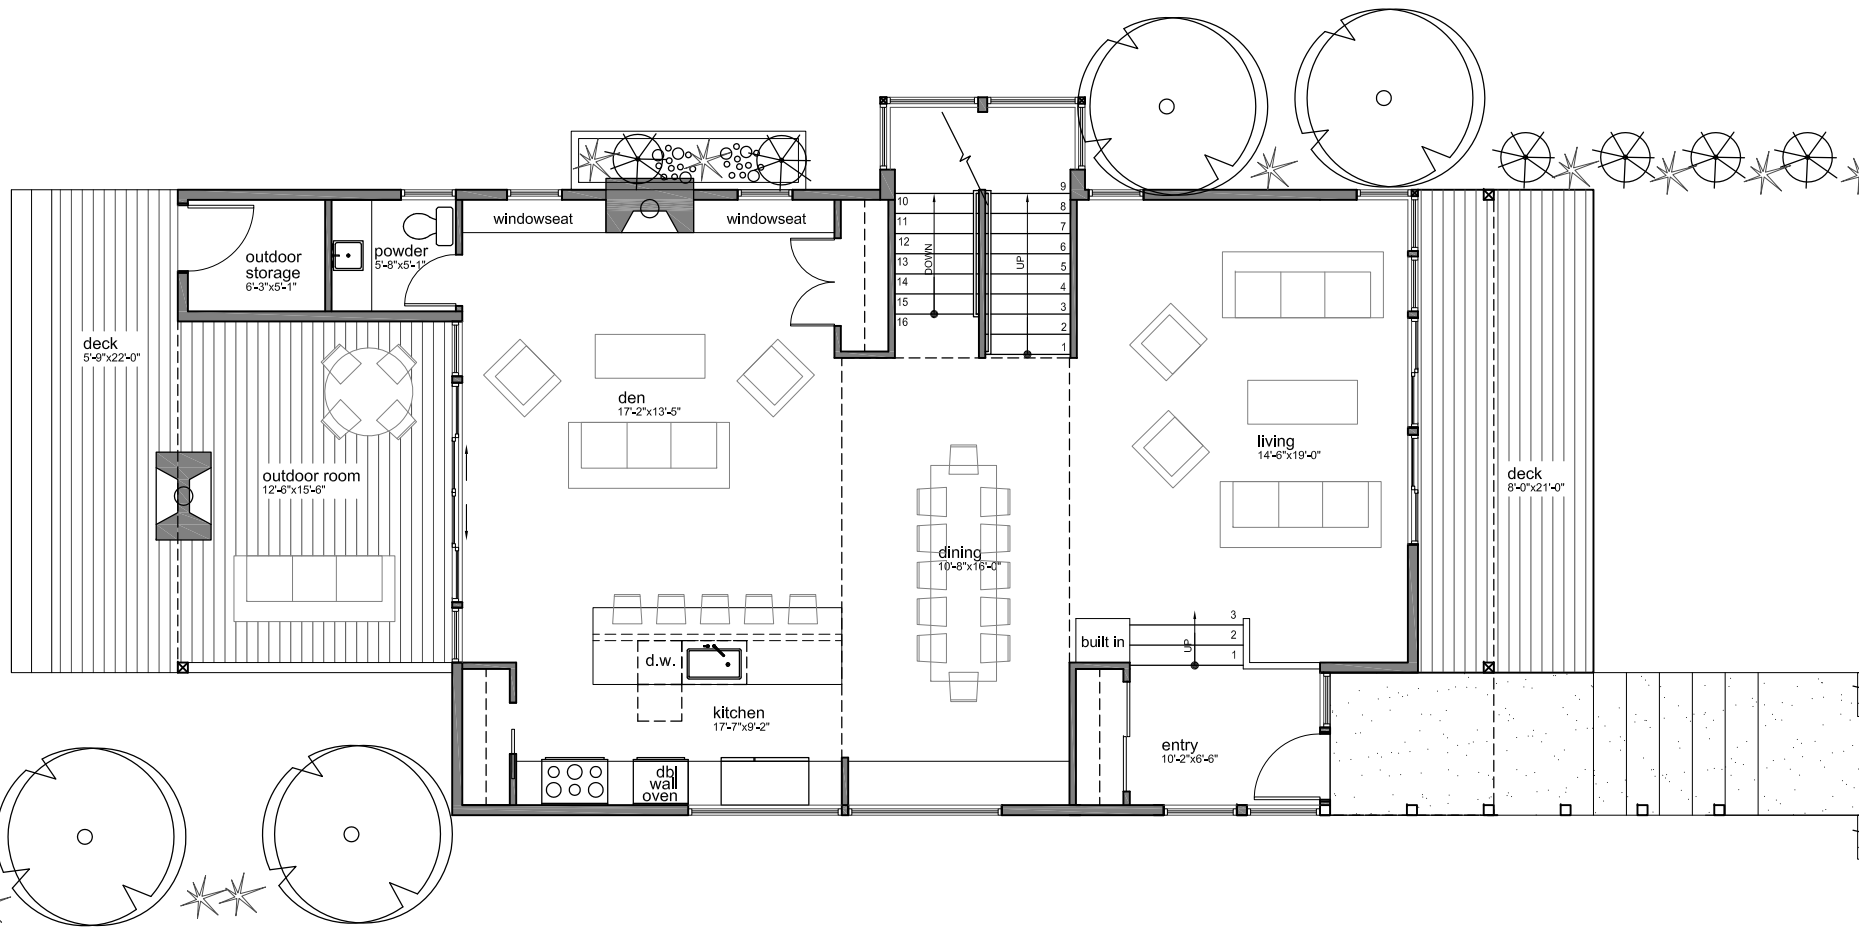 windowseat
windowseat
outdoor
storage
6'-3"x5'-1"
powder
5'-8"x5'-1"
9
10
11
12
13
14
15
16
DOWN
8
7
6
5
4
3
2
1
UP
deck
5'-9"x22'-0"
den
17'-2"x13'-5"
living
14'-6"x19'-0"
outdoor room
12'-6"x15'-6"
deck
8'-0"x21'-0"
dining
10'-8"x16'-0"
built in
3
2
1
UP
d.w.
kitchen
17'-7"x9'-2"
entry
10'-2"x6'-6"
dbl
wall
oven